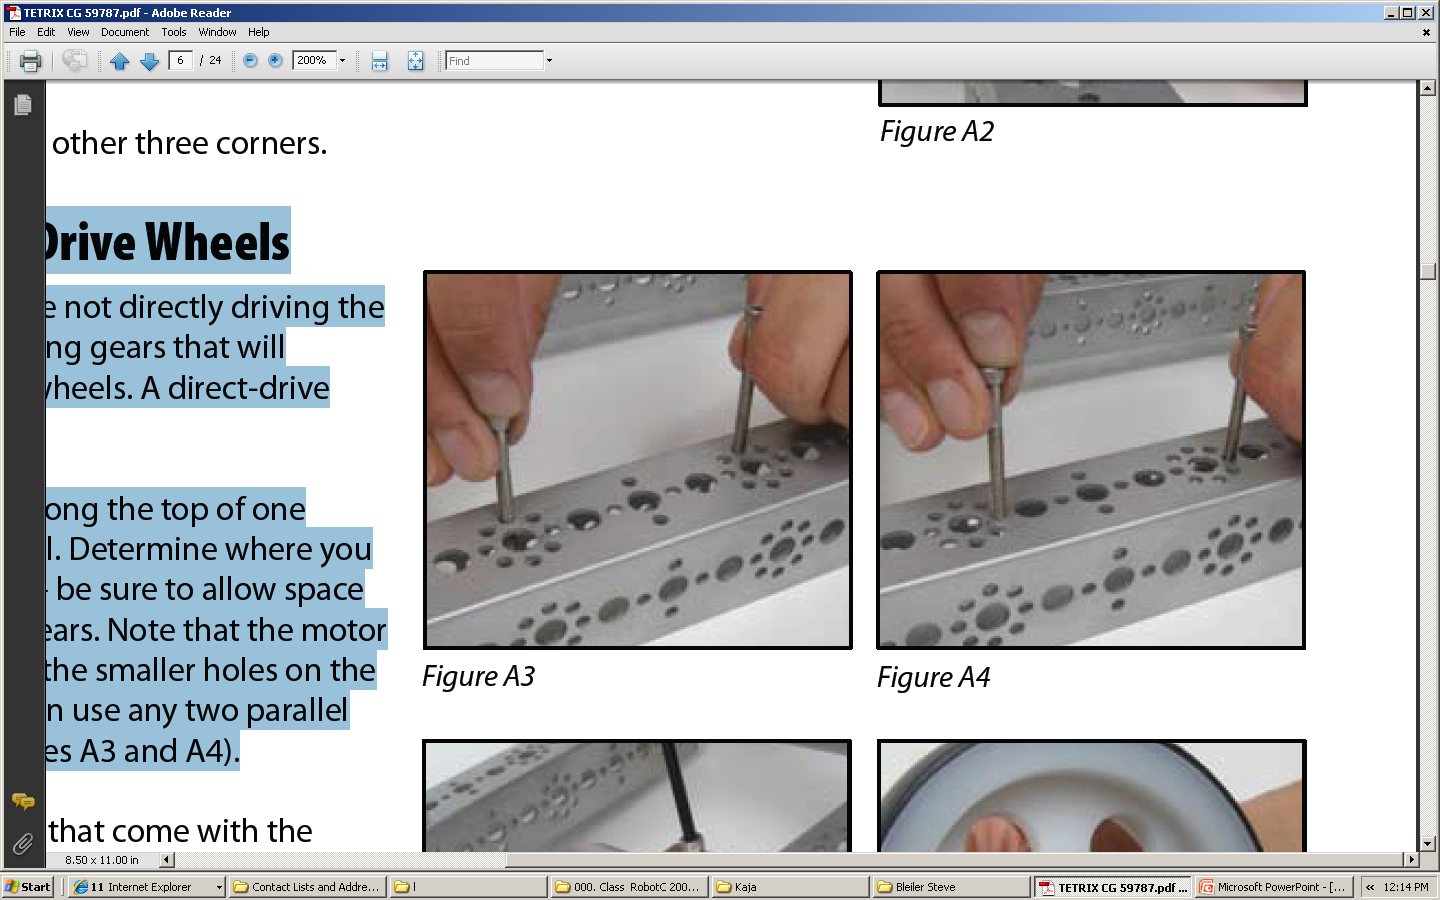 TETRIX CG 59787.pdf - Adobe Reader
File Edit View Document Tools Window Help
6 / 24 200% Find
Figure A2
other three corners.
Drive Wheels
e not directly driving the
ng gears that will
wheels. A direct-drive
ong the top of one
l. Determine where you
be sure to allow space
ears. Note that the motor
the smaller holes on the
n use any two parallel
es A3 and A4).
Figure A3
Figure A4
that come with the
8.50 x 11.00 in
Start
11 Internet Explorer
Contact Lists and Addre...
l
000. Class RobotC 200...
Kaja
Bleiler Steve
TETRIX CG 59787.pdf ...
Microsoft PowerPoint - [...
« 12:14 PM